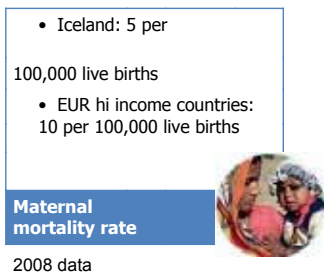 • Iceland: 5 per
100,000 live births
• EUR hi income countries:
10 per 100,000 live births
Maternal
mortality rate
2008 data